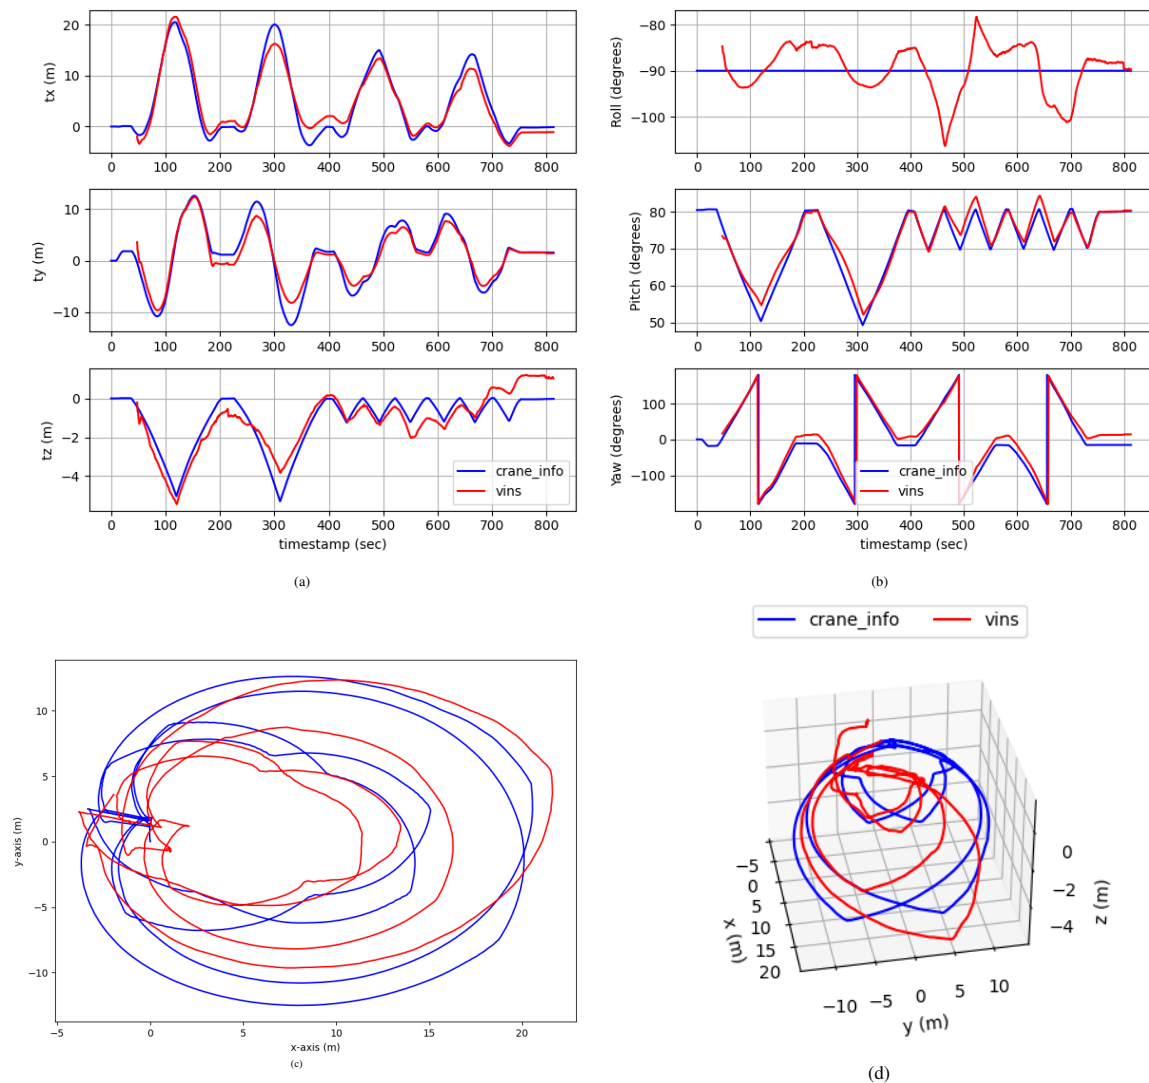 20
10
0
tx (m)
0 100 200 300 400 500 600 700 800
10
0
−10
ty (m)
0 100 200 300 400 500 600 700 800
0
−2
−4
tz (m)
crane_info
vins
0 100 200 300 400 500 600 700 800
timestamp (sec)
(a)
−80
−90
−100
Roll (degrees)
0 100 200 300 400 500 600 700 800
80
70
60
50
Pitch (degrees)
0 100 200 300 400 500 600 700 800
100
0
−100
Yaw (degrees)
crane_info
vins
0 100 200 300 400 500 600 700 800
timestamp (sec)
(b)
10
5
0
−5
−10
y-axis (m)
−5 0 5 10 15 20
x-axis (m)
(c)
crane_info vins
−5
0
5
10
15
20
x (m)
−10 −5 0 5 10
y (m)
0
−2
−4
z (m)
(d)